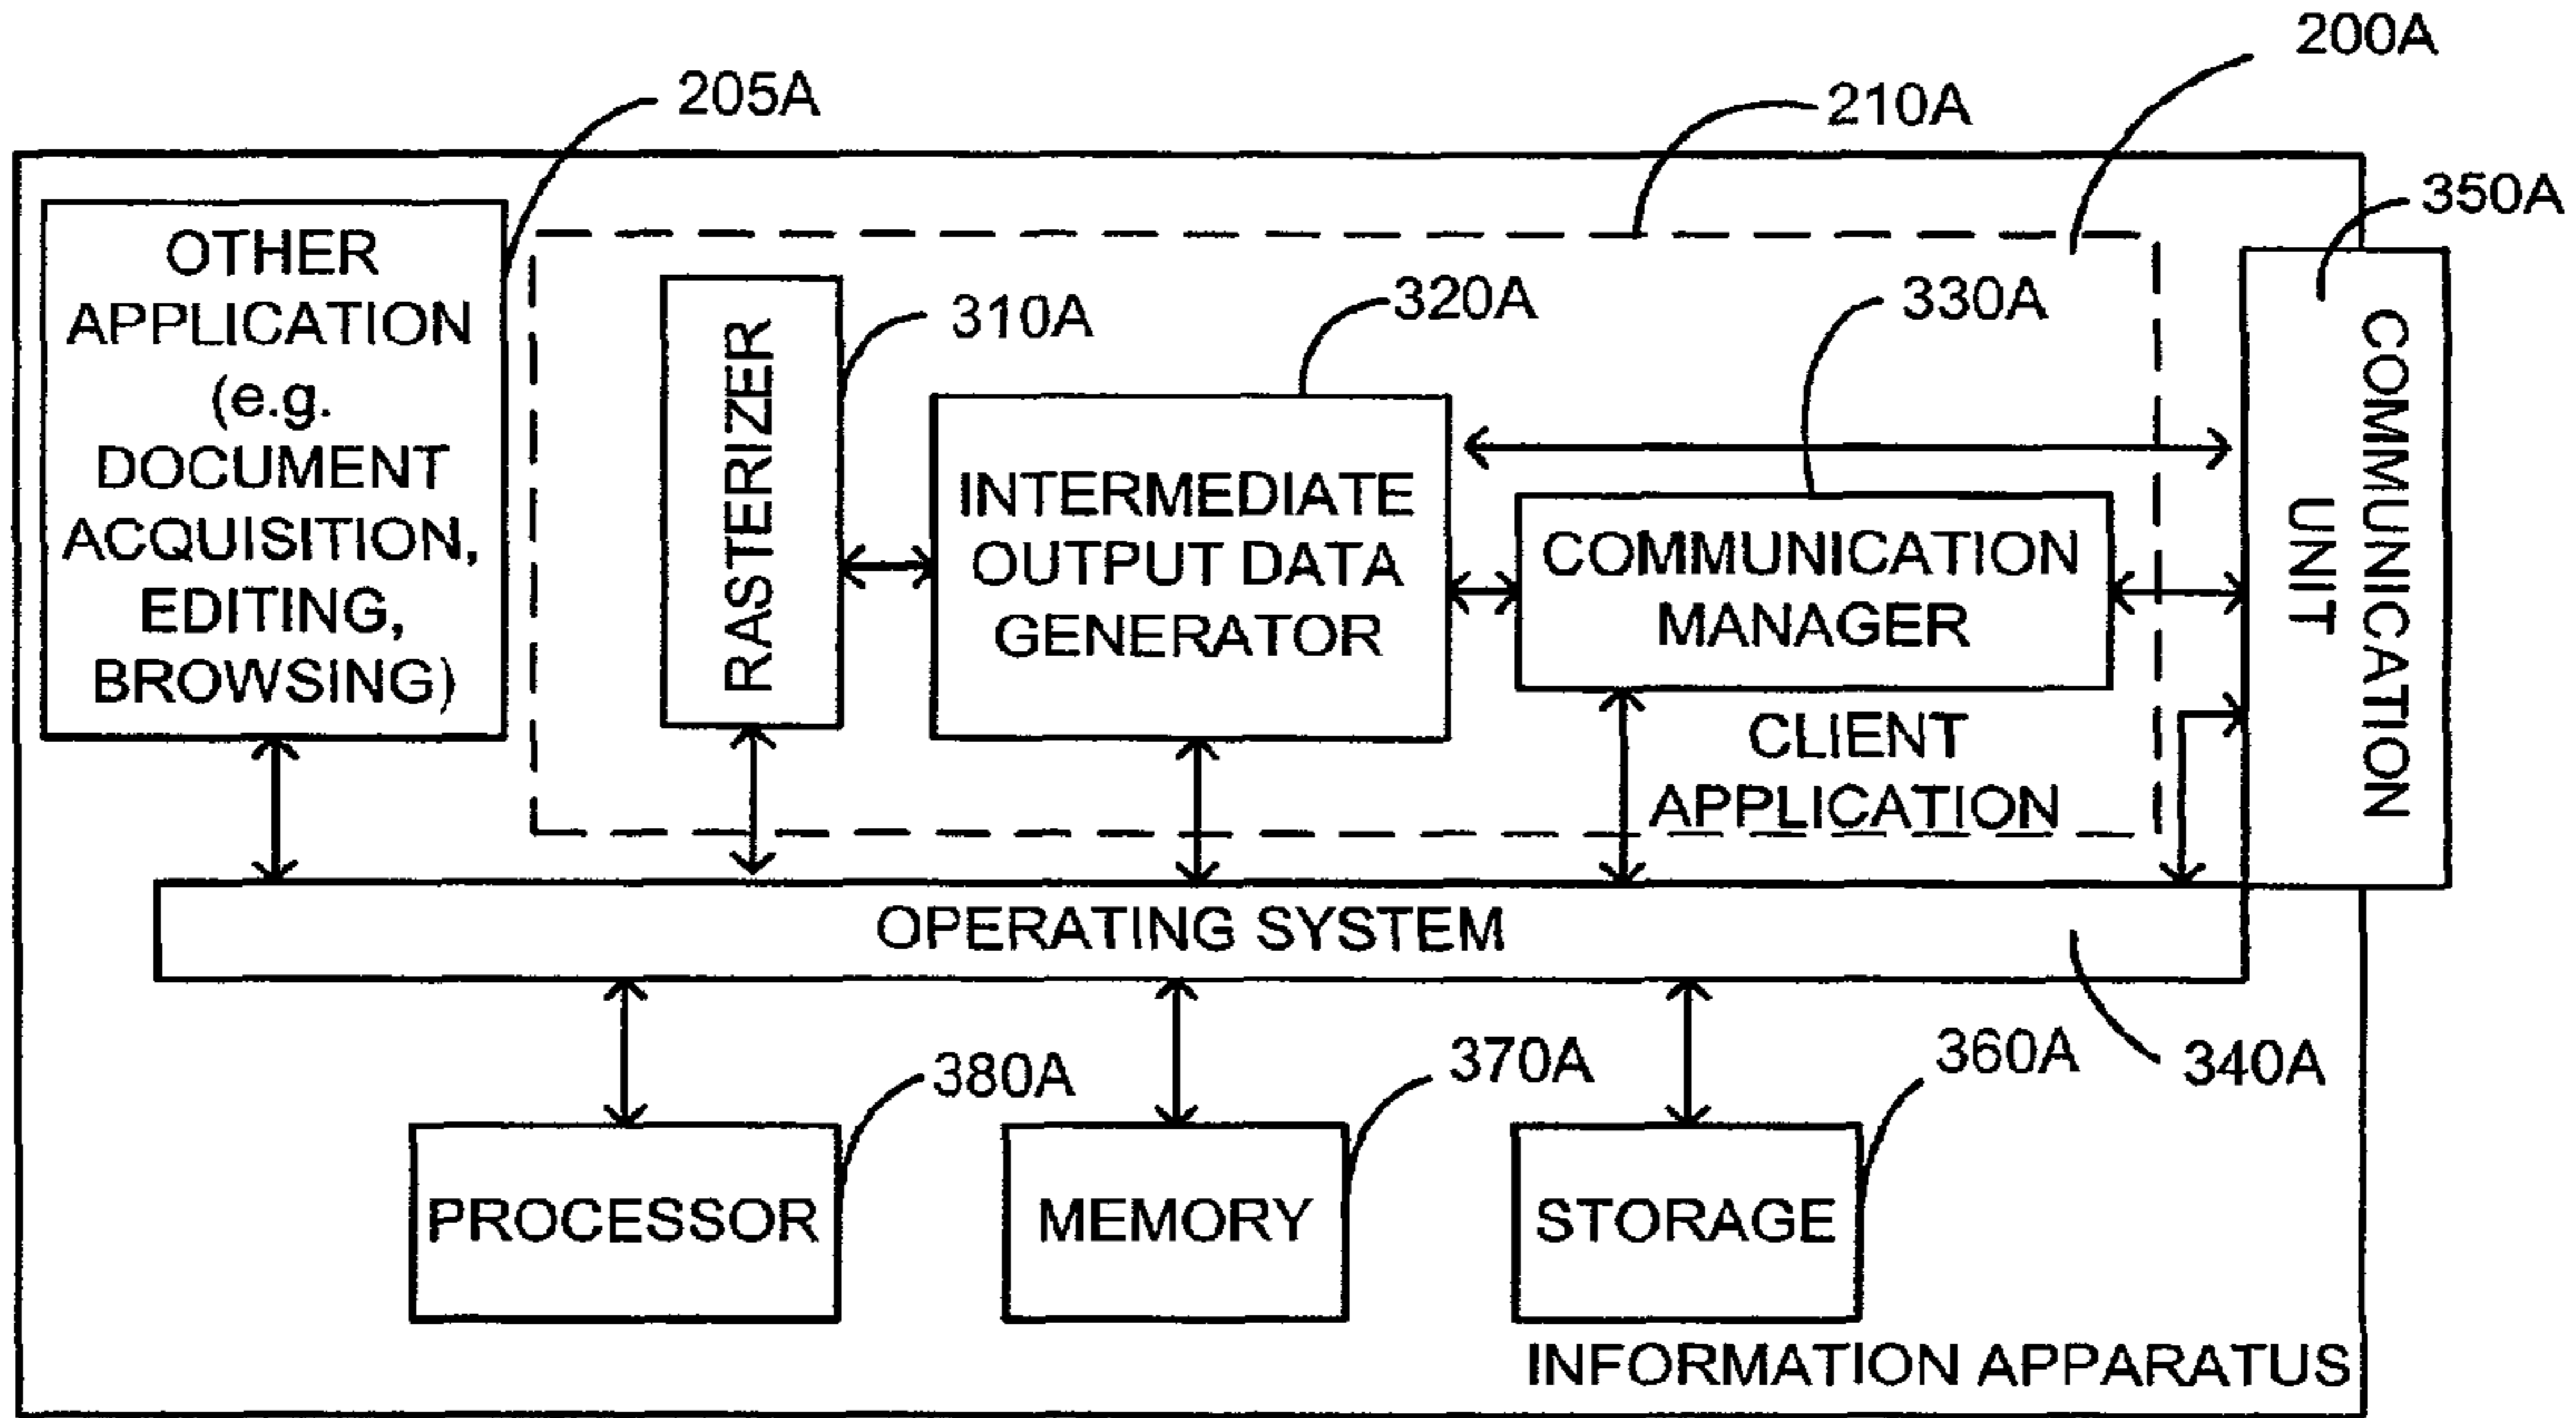 200A
205A
210A
350A
OTHER
APPLICATION
(e.g.
DOCUMENT
ACQUISITION,
EDITING,
BROWSING)
RASTERIZER
310A
320A
330A
INTERMEDIATE
OUTPUT DATA
GENERATOR
COMMUNICATION
MANAGER
CLIENT
APPLICATION
COMMUNICATION
UNIT
OPERATING SYSTEM
380A
370A
360A
340A
PROCESSOR
MEMORY
STORAGE
INFORMATION APPARATUS